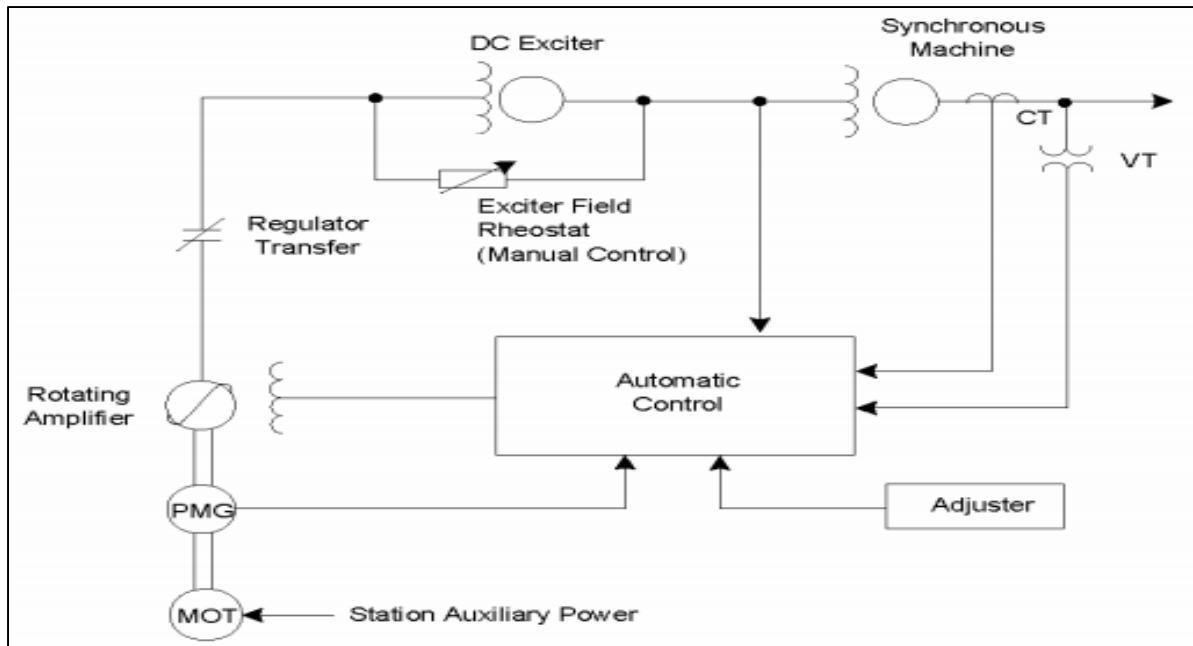 DC Exciter
Synchronous
Machine
CT
VT
Exciter Field
Rheostat
(Manual Control)
Regulator
Transfer
Automatic
Control
Rotating
Amplifier
PMG
Adjuster
MOT
Station Auxiliary Power